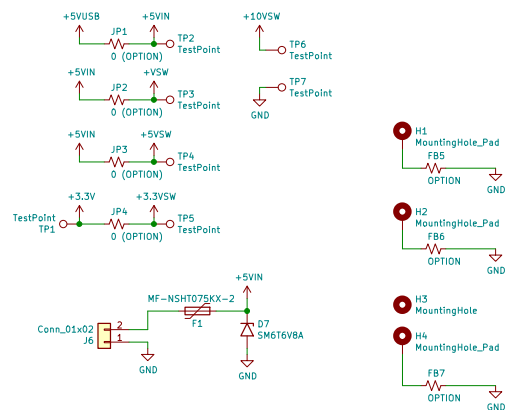 +5VUSB
+5VIN
+10VSW
JP1
0 (OPTION)
TP2
TestPoint
TP6
TestPoint
+5VIN
+VSW
JP2
0 (OPTION)
TP3
TestPoint
TP7
TestPoint
GND
+5VIN
+5VSW
JP3
0 (OPTION)
TP4
TestPoint
H1
MountingHole_Pad
FB5
OPTION
GND
+3.3V
+3.3VSW
TestPoint
TP1
JP4
0 (OPTION)
TP5
TestPoint
H2
MountingHole_Pad
FB6
OPTION
GND
+5VIN
MF-NSHT075KX-2
F1
D7
SM6T6V8A
Conn_01x02
J6
2
1
GND
GND
H3
MountingHole
H4
MountingHole_Pad
FB7
OPTION
GND